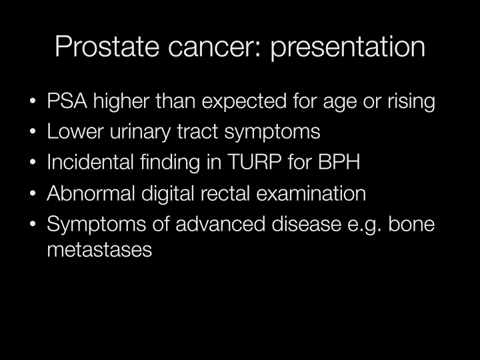 Prostate cancer: presentation
• PSA higher than expected for age or rising
• Lower urinary tract symptoms
• Incidental finding in TURP for BPH
• Abnormal digital rectal examination
• Symptoms of advanced disease e.g. bone
metastases